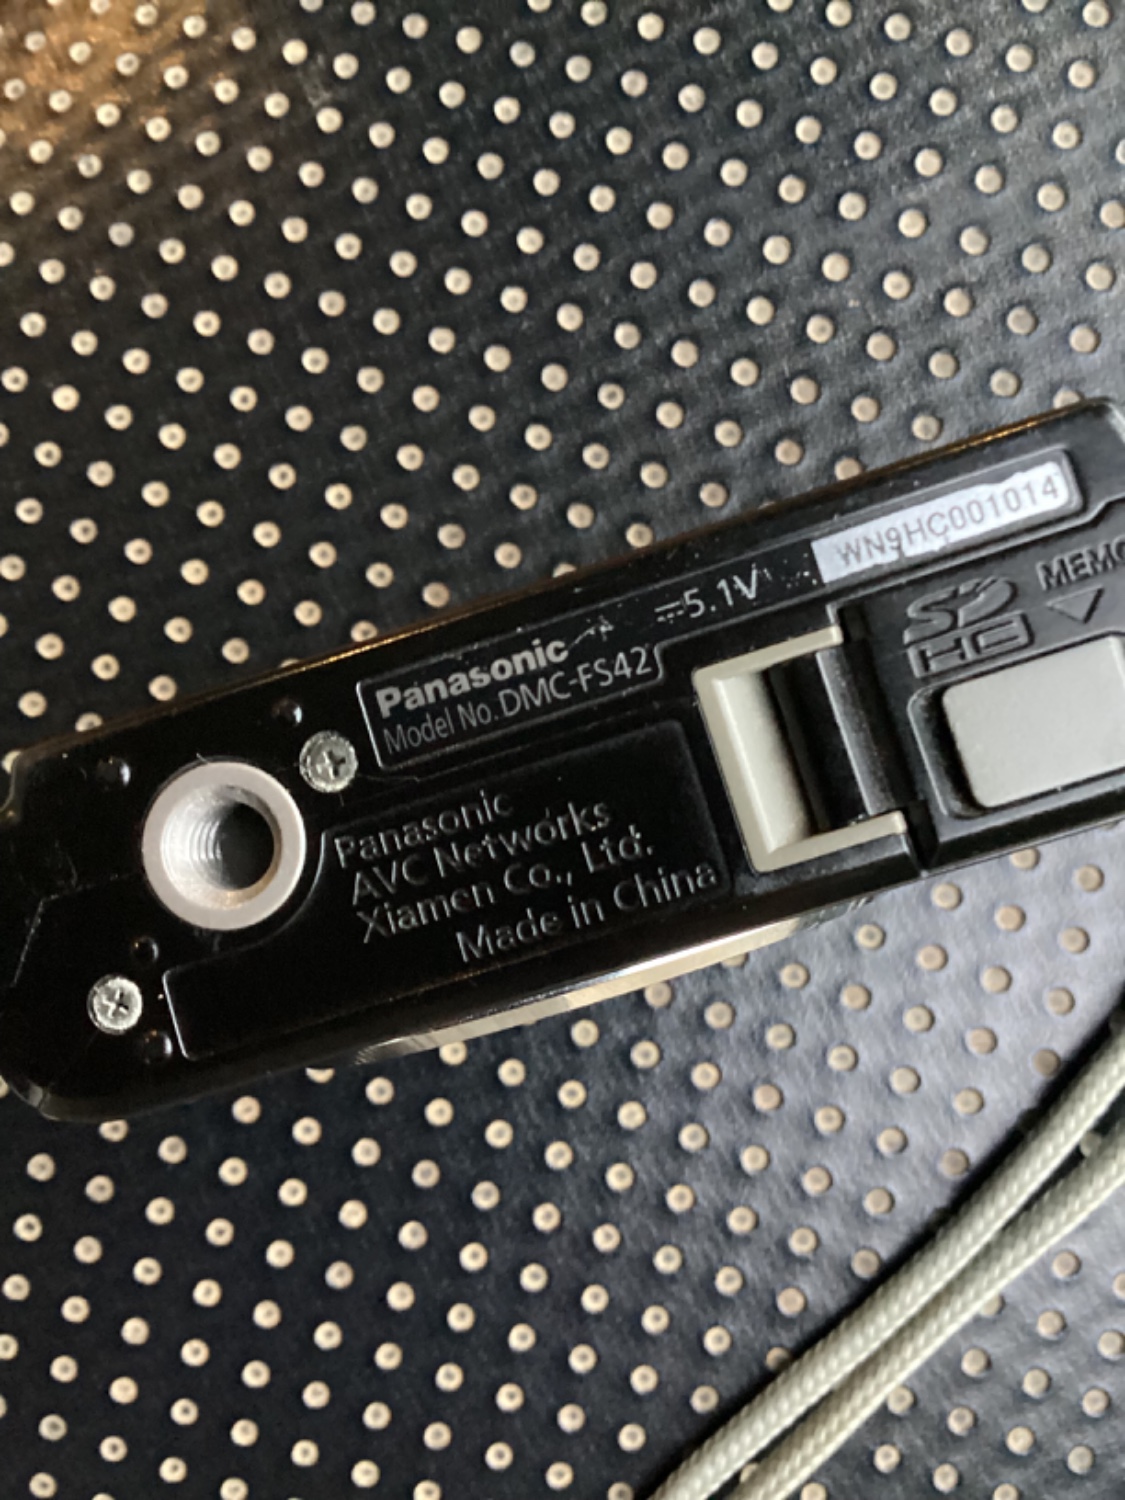 Panasonic ⎓5.1V WN9HC001014
Model No. DMC-FS42
Panasonic
AVC Networks
Xiamen Co., Ltd.
Made in China
SD
HC